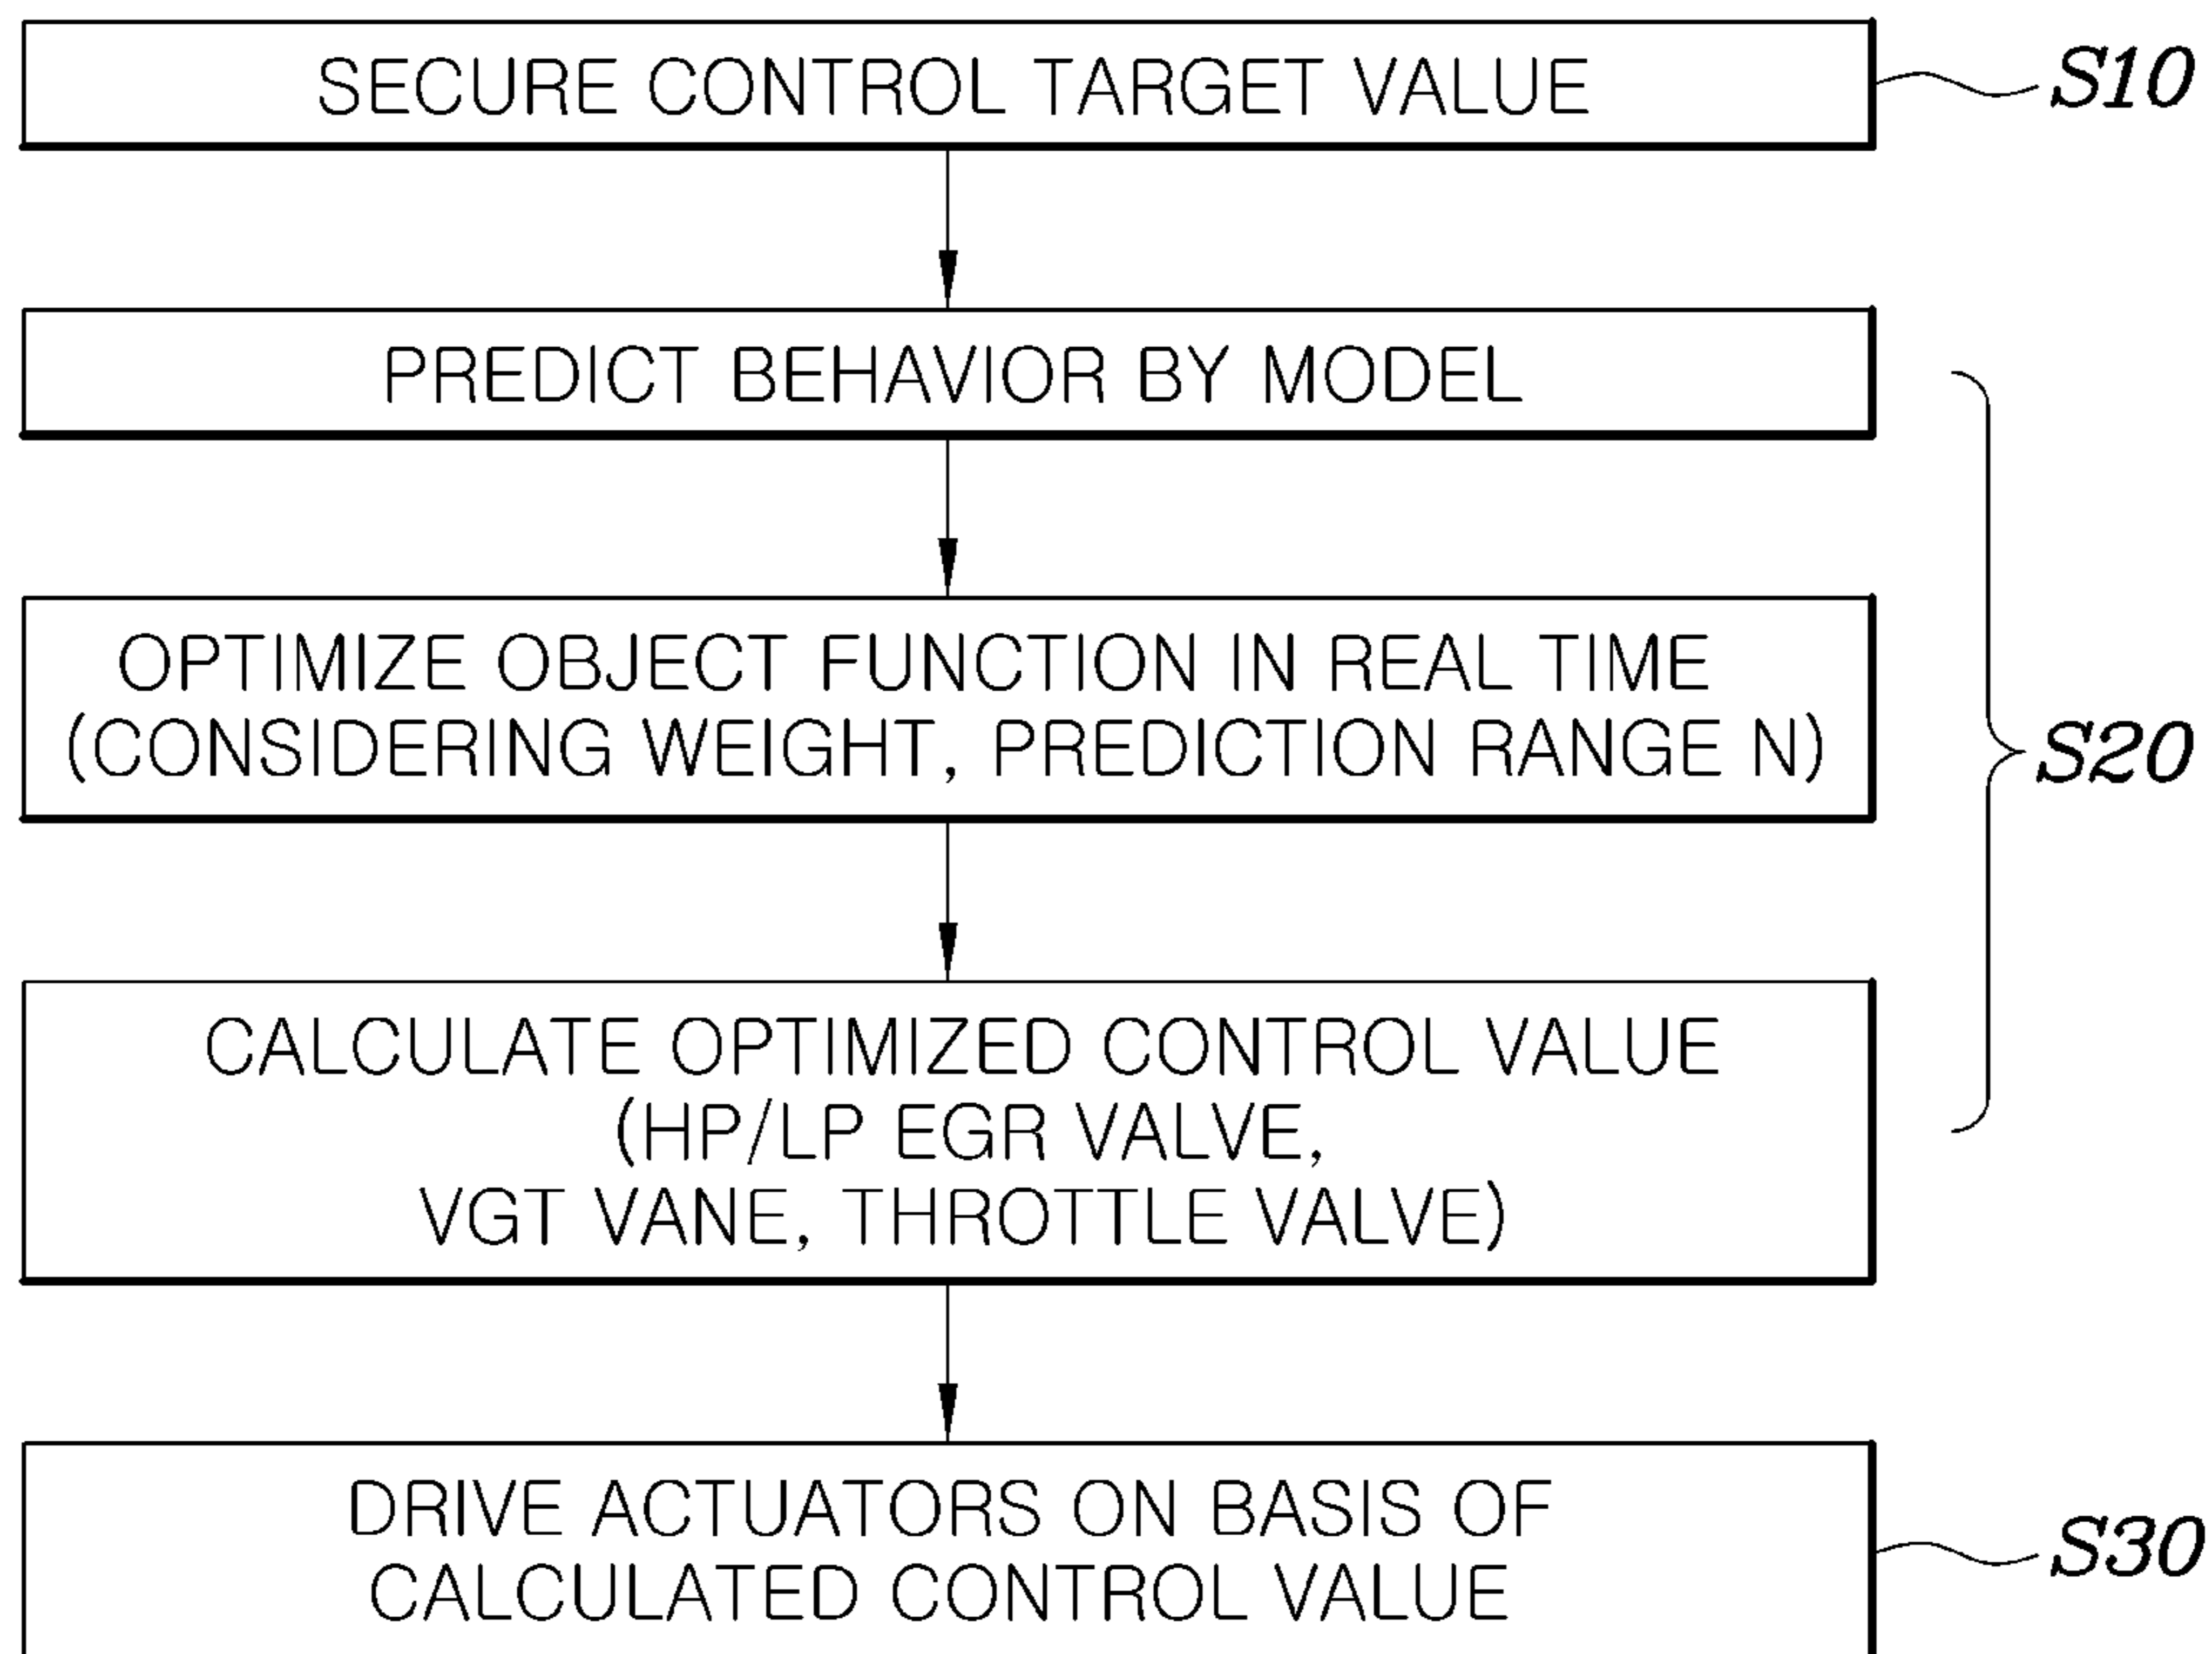 SECURE CONTROL TARGET VALUE
S10
PREDICT BEHAVIOR BY MODEL
OPTIMIZE OBJECT FUNCTION IN REAL TIME
(CONSIDERING WEIGHT, PREDICTION RANGE N)
S20
CALCULATE OPTIMIZED CONTROL VALUE
(HP/LP EGR VALVE,
VGT VANE, THROTTLE VALVE)
DRIVE ACTUATORS ON BASIS OF
CALCULATED CONTROL VALUE
S30